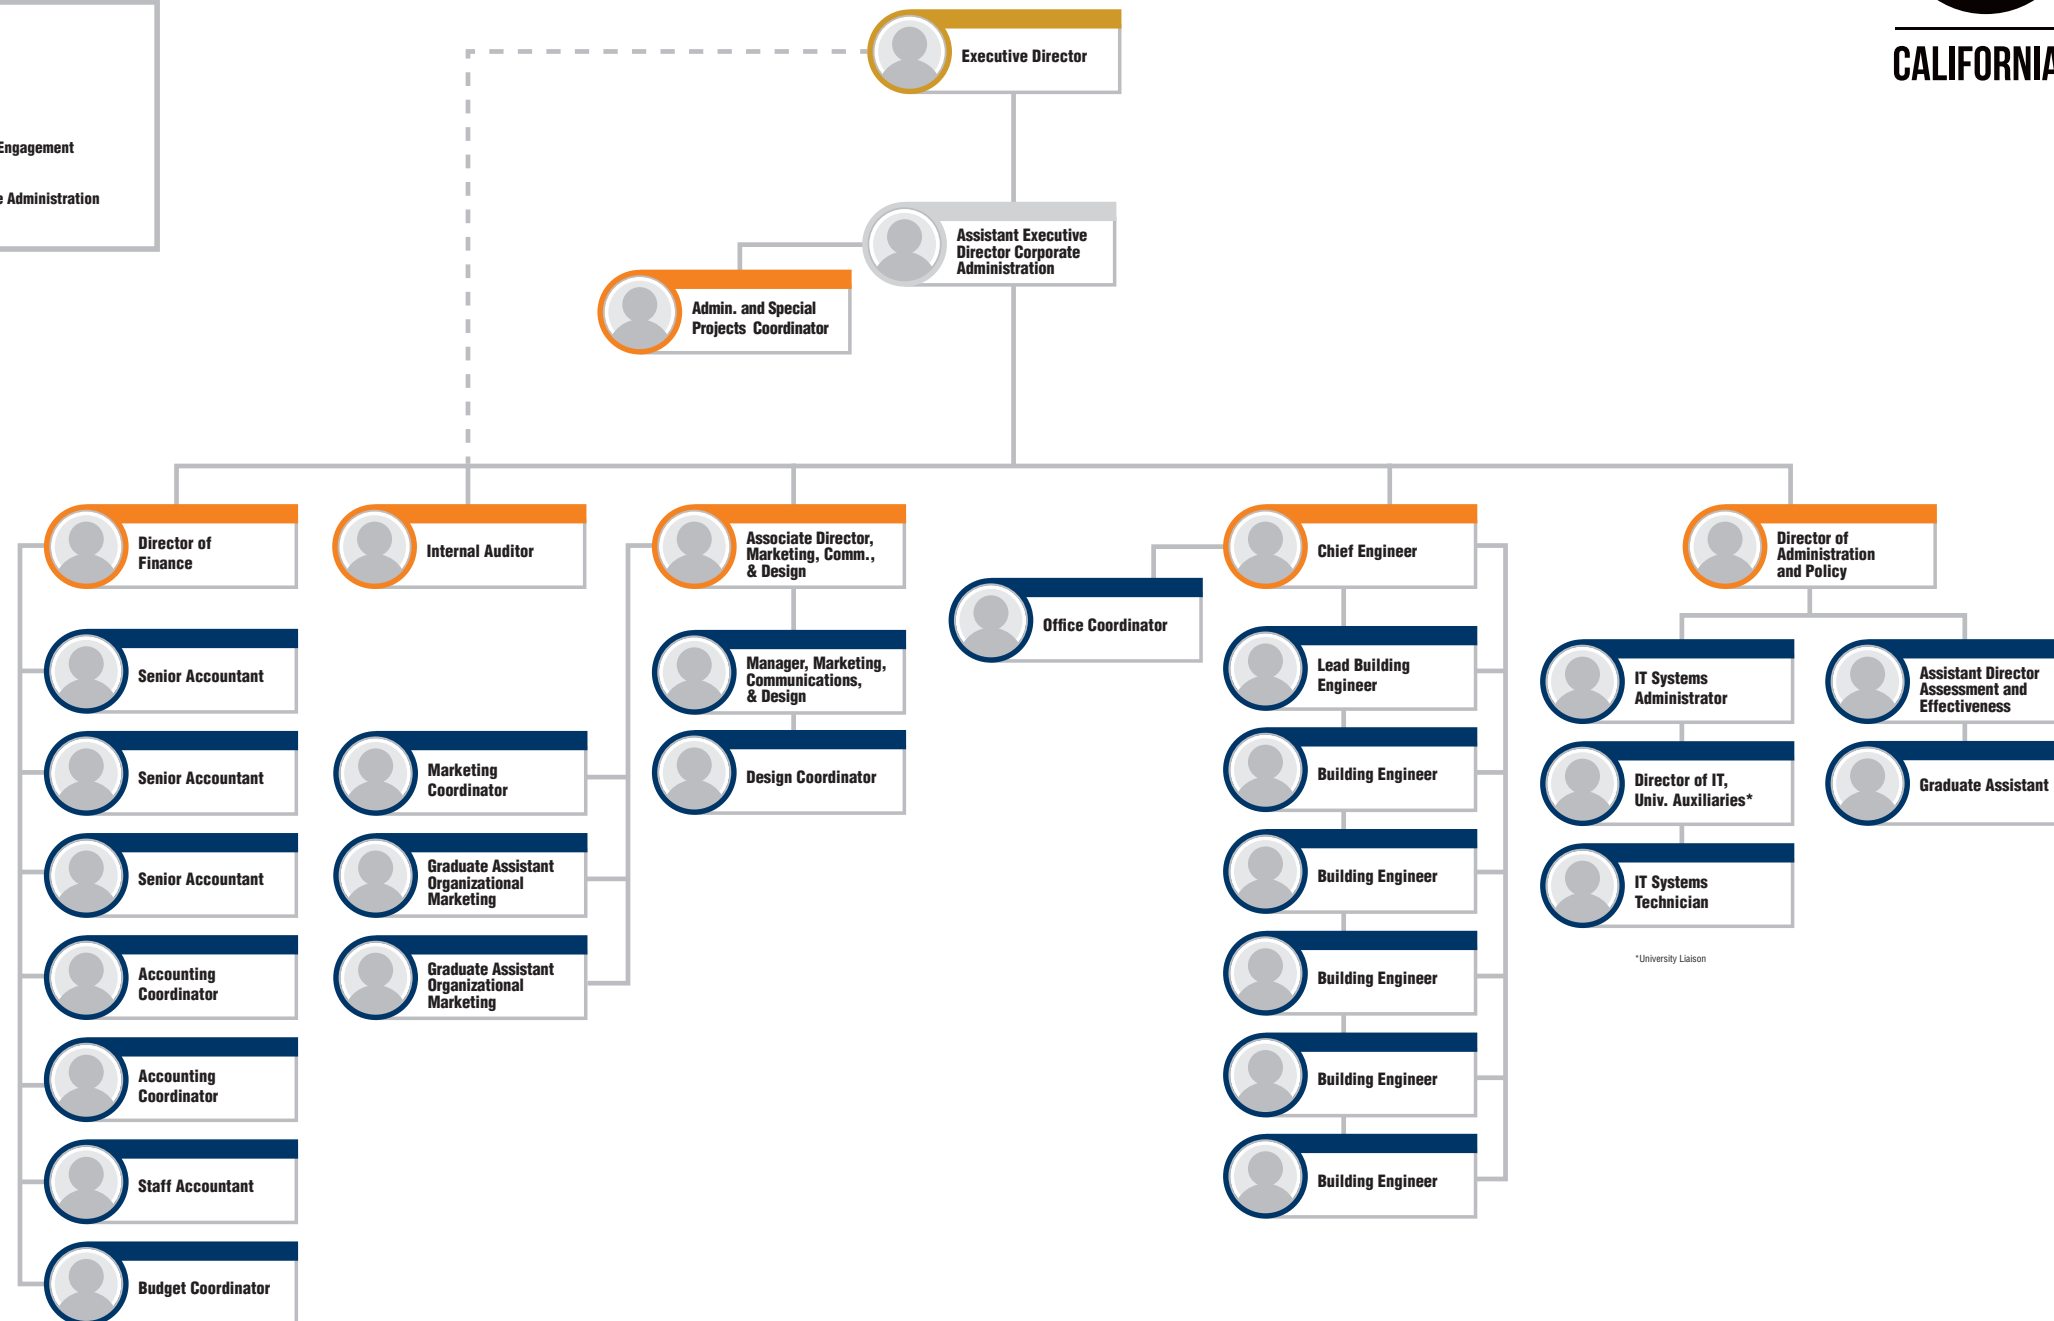 CALIFORNIA
Engagement
Administration
Executive Director
Assistant Executive
Director Corporate
Administration
Admin. and Special
Projects Coordinator
Director of
Finance
Internal Auditor
Associate Director,
Marketing, Comm.,
& Design
Chief Engineer
Director of
Administration
and Policy
Senior Accountant
Senior Accountant
Senior Accountant
Accounting
Coordinator
Accounting
Coordinator
Staff Accountant
Budget Coordinator
Marketing
Coordinator
Graduate Assistant
Organizational
Marketing
Graduate Assistant
Organizational
Marketing
Manager, Marketing,
Communications,
& Design
Design Coordinator
Office Coordinator
Lead Building
Engineer
Building Engineer
Building Engineer
Building Engineer
Building Engineer
Building Engineer
IT Systems
Administrator
Director of IT,
Univ. Auxiliaries*
IT Systems
Technician
*University Liaison
Assistant Director
Assessment and
Effectiveness
Graduate Assistant